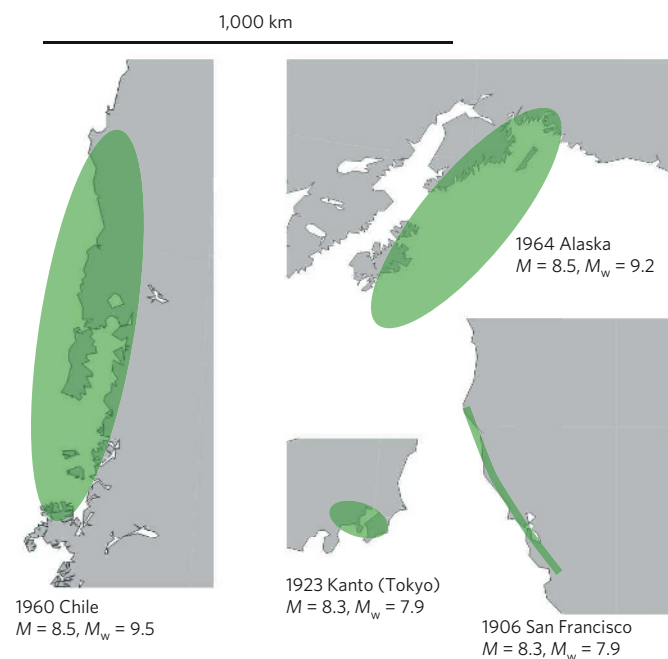 1,000 km
1964 Alaska
M = 8.5, Mw = 9.2
1923 Kanto (Tokyo)
M = 8.3, Mw = 7.9
1960 Chile
M = 8.5, Mw = 9.5
1906 San Francisco
M = 8.3, Mw = 7.9